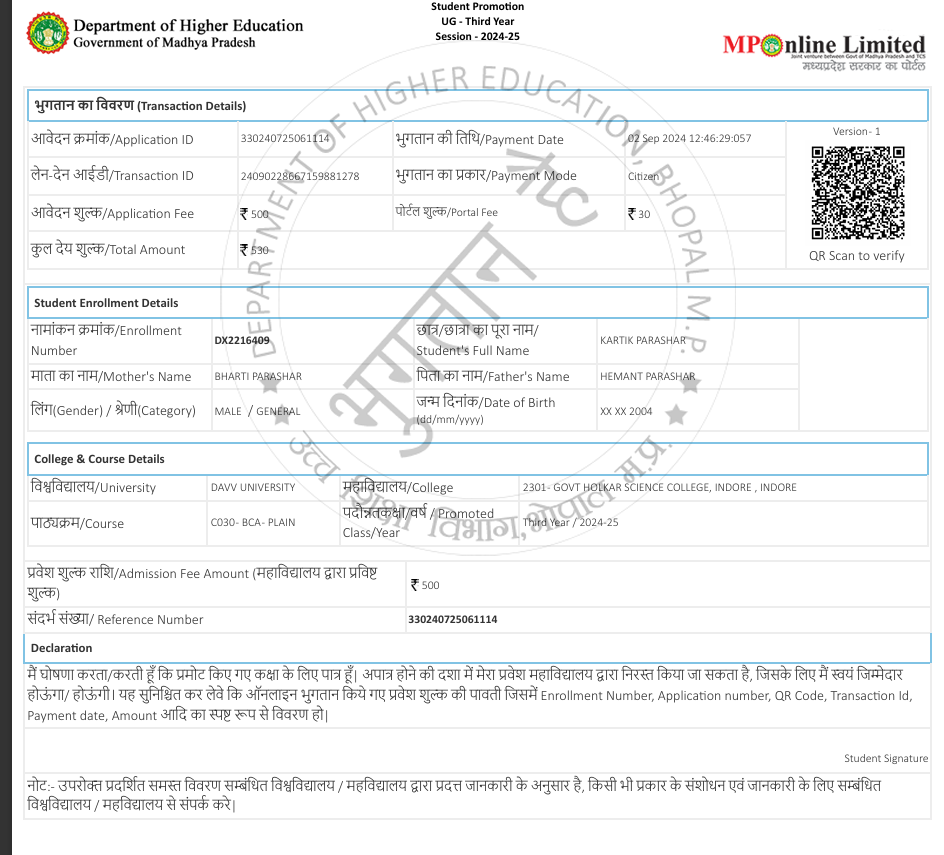 Student Promotion
UG - Third Year
Session - 2024-25
Department of Higher Education
Government of Madhya Pradesh
MPOnline Limited
Joint venture between Govt of Madhya Pradesh and TCS
मध्यप्रदेश सरकार का पोर्टल
भुगतान का विवरण (Transaction Details)
आवेदन क्रमांक/Application ID 330240725061114 भुगतान की तिथि/Payment Date 02 Sep 2024 12:46:29:057
Version- 1
लेन-देन आईडी/Transaction ID 24090228667159881278 भुगतान का प्रकार/Payment Mode Citizen
आवेदन शुल्क/Application Fee ₹ 500 पोर्टल शुल्क/Portal Fee ₹ 30
कुल देय शुल्क/Total Amount ₹ 530
QR Scan to verify
Student Enrollment Details
नामांकन क्रमांक/Enrollment Number DX2216409 छात्र/छात्रा का पूरा नाम/ Student's Full Name KARTIK PARASHAR
माता का नाम/Mother's Name BHARTI PARASHAR पिता का नाम/Father's Name HEMANT PARASHAR
लिंग(Gender) / श्रेणी(Category) MALE / GENERAL जन्म दिनांक/Date of Birth (dd/mm/yyyy) XX XX 2004
College & Course Details
विश्वविद्यालय/University DAVV UNIVERSITY महाविद्यालय/College 2301- GOVT HOLKAR SCIENCE COLLEGE, INDORE , INDORE
पाठ्यक्रम/Course C030- BCA- PLAIN पदोन्नतकक्षा/वर्ष / Promoted Class/Year Third Year / 2024-25
प्रवेश शुल्क राशि/Admission Fee Amount (महाविद्यालय द्वारा प्रविष्ट
शुल्क) ₹ 500
संदर्भ संख्या/ Reference Number 330240725061114
Declaration
मैं घोषणा करता/करती हूँ कि प्रमोट किए गए कक्षा के लिए पात्र हूँ। अपात्र होने की दशा में मेरा प्रवेश महाविद्यालय द्वारा निरस्त किया जा सकता है, जिसके लिए मैं स्वयं जिम्मेदार
होऊंगा/ होऊंगी। यह सुनिश्चित कर लेवे कि ऑनलाइन भुगतान किये गए प्रवेश शुल्क की पावती जिसमें Enrollment Number, Application number, QR Code, Transaction Id,
Payment date, Amount आदि का स्पष्ट रूप से विवरण हो|
Student Signature
नोट:- उपरोक्त प्रदर्शित समस्त विवरण सम्बंधित विश्वविद्यालय / महविद्यालय द्वारा प्रदत्त जानकारी के अनुसार है, किसी भी प्रकार के संशोधन एवं जानकारी के लिए सम्बंधित
विश्वविद्यालय / महविद्यालय से संपर्क करे|
DEPARTMENT OF HIGHER EDUCATION, BHOPAL M.P.
उच्च शिक्षा विभाग, भोपाल म.प्र.
भुगतान